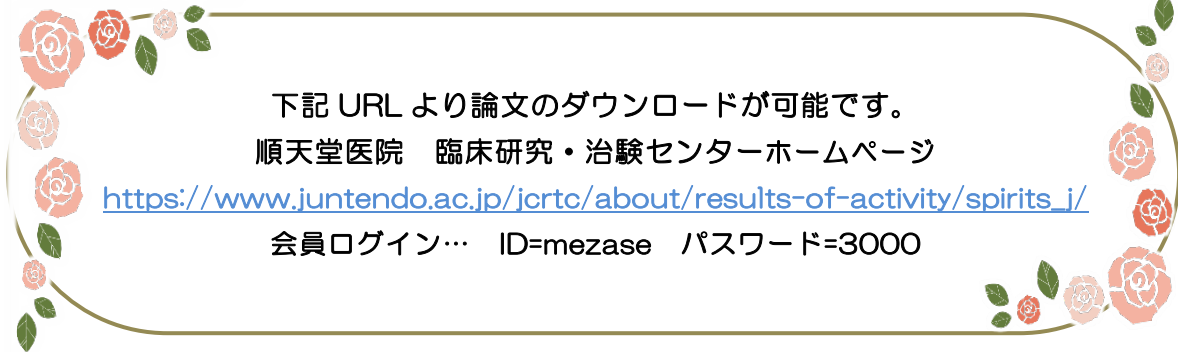 下記 URL より論文のダウンロードが可能です。
順天堂医院　臨床研究・治験センターホームページ
https://www.juntendo.ac.jp/jcrtc/about/results-of-activity/spirits_j/
会員ログイン…　ID=mezase　パスワード=3000